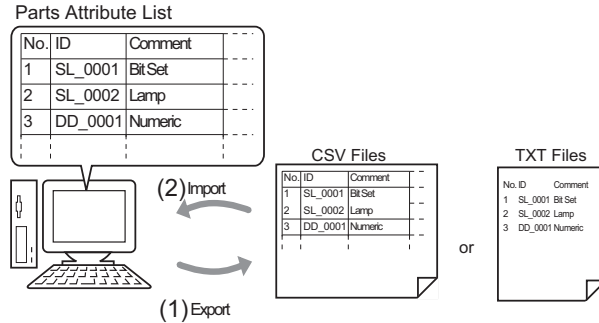 Parts Attribute List
No. ID Comment
1 SL_0001 Bit Set
2 SL_0002 Lamp
3 DD_0001 Numeric
(2) Import
(1) Export
CSV Files
No. ID Comment
1 SL_0001 Bit Set
2 SL_0002 Lamp
3 DD_0001 Numeric
or
TXT Files
No. ID Comment
1 SL_0001 Bit Set
2 SL_0002 Lamp
3 DD_0001 Numeric